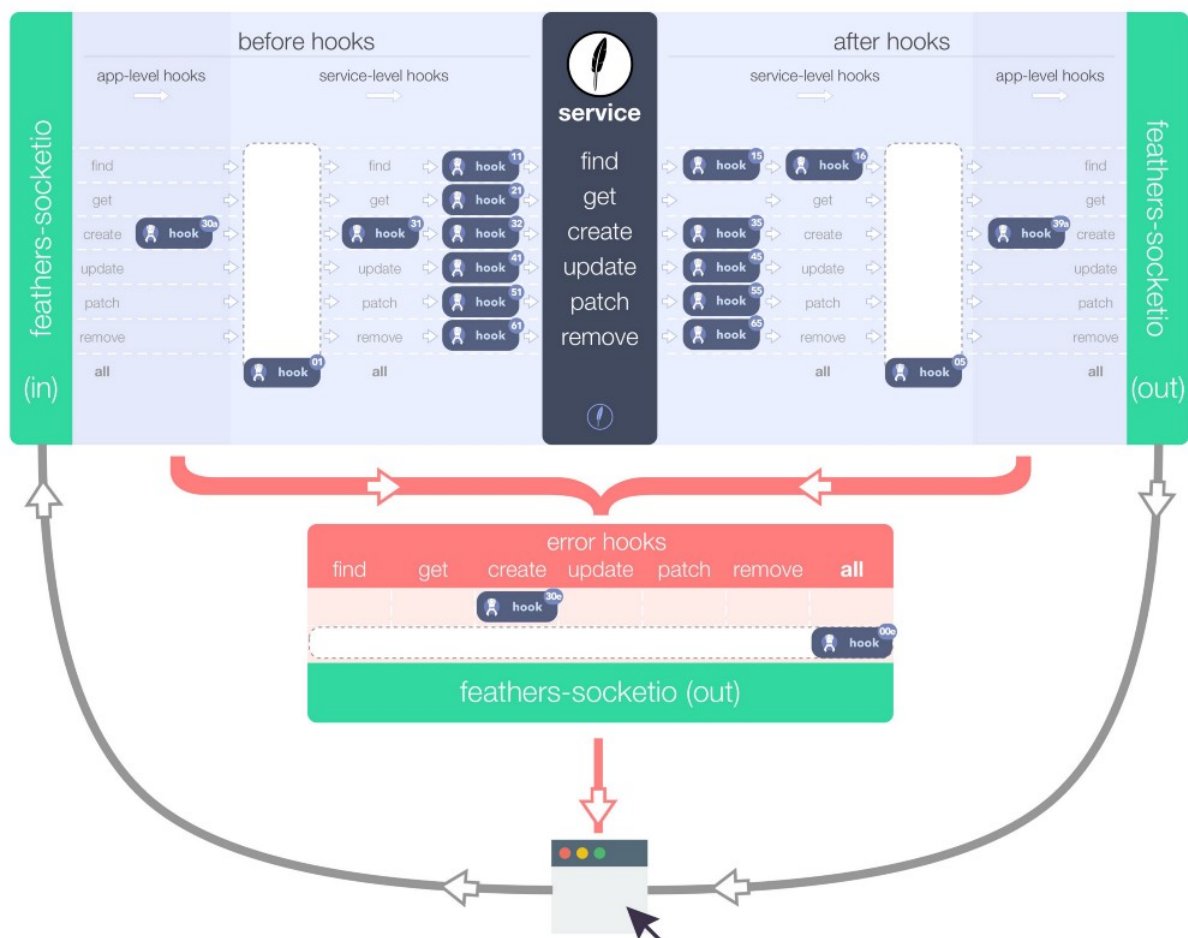 before hooks
after hooks
app-level hooks
service-level hooks
service-level hooks
app-level hooks
feathers-socketio
(in)
service
feathers-socketio
(out)
find
find
hook 11
find
hook 15
hook 16
find
get
get
hook 21
get
get
get
create
hook 30a
hook 31
hook 32
create
hook 35
create
hook 39a
create
update
update
hook 41
update
hook 45
update
update
patch
patch
hook 51
patch
hook 55
patch
patch
remove
remove
hook 61
remove
hook 65
remove
remove
all
hook 01
all
all
hook 05
all
error hooks
find get create update patch remove all
hook 30e
hook 00e
feathers-socketio (out)